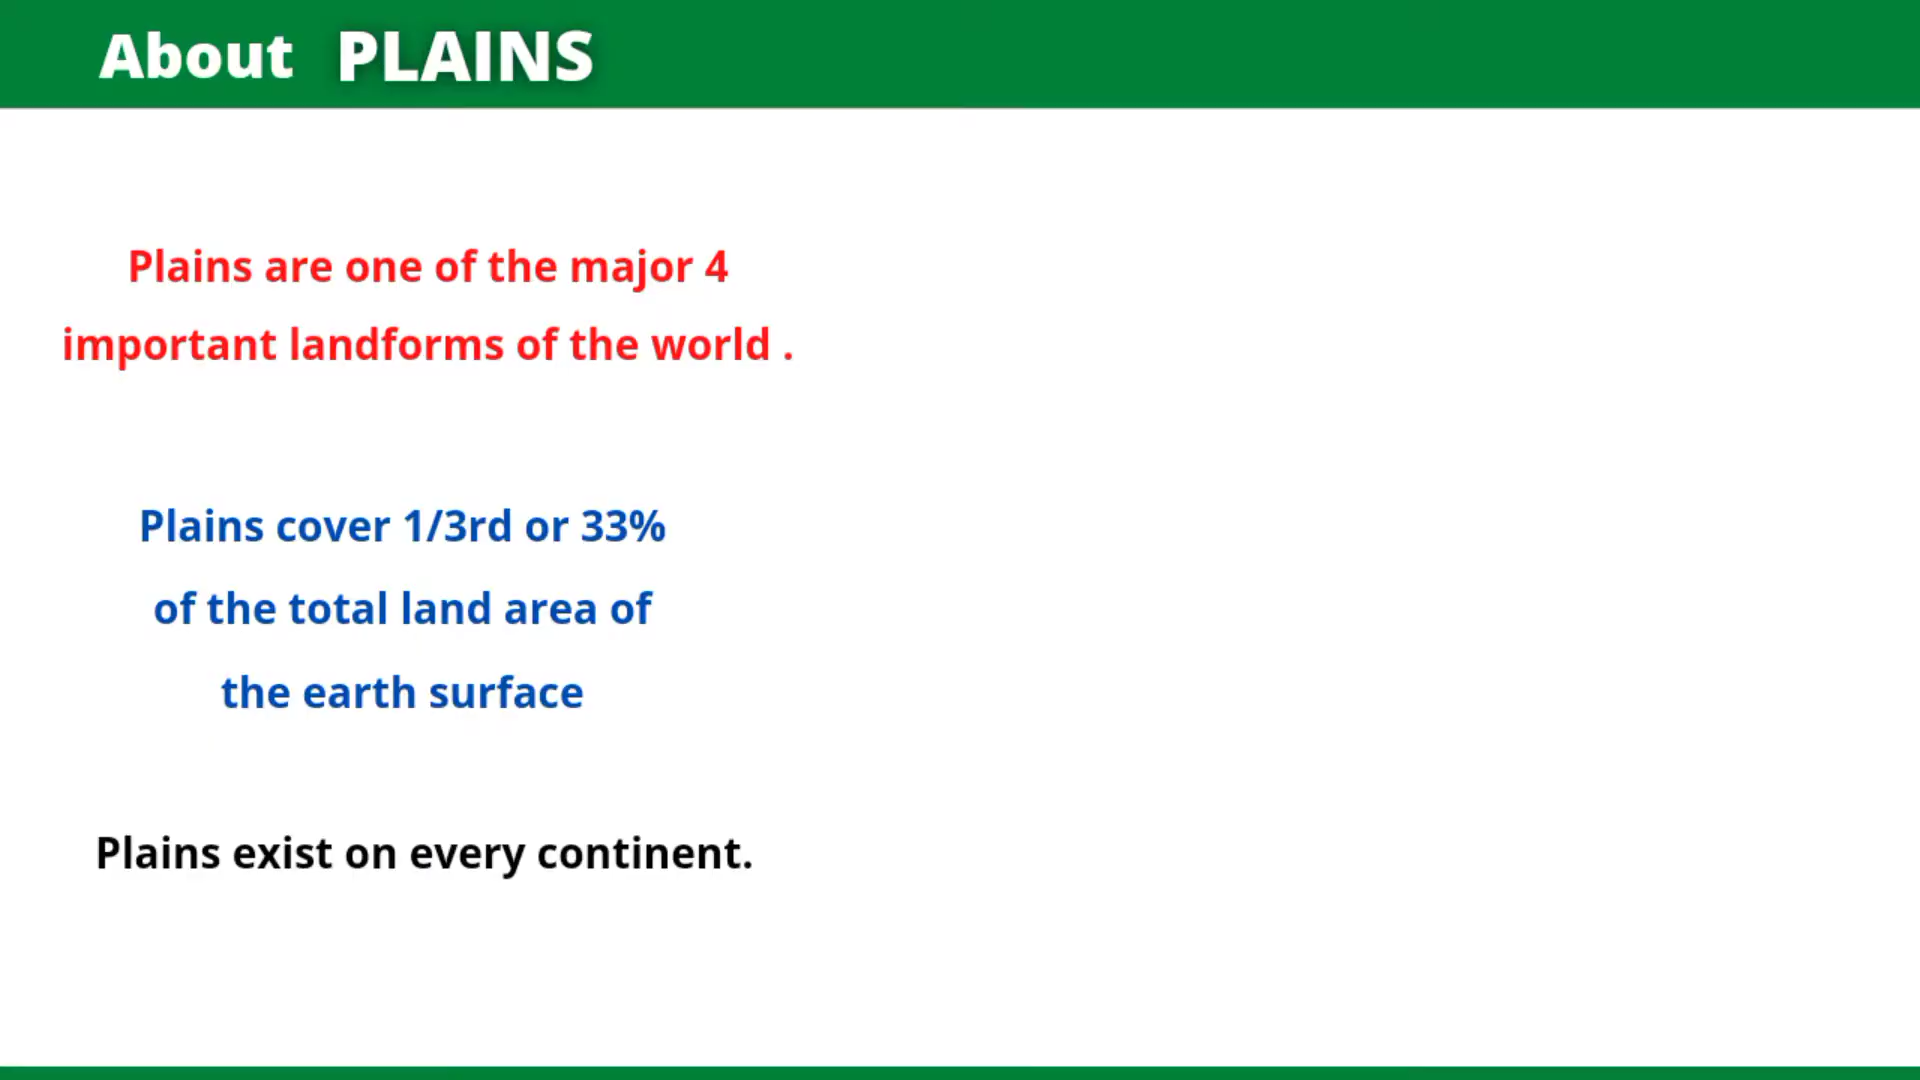 About PLAINS
Plains are one of the major 4
important landforms of the world .
Plains cover 1/3rd or 33%
of the total land area of
the earth surface
Plains exist on every continent.